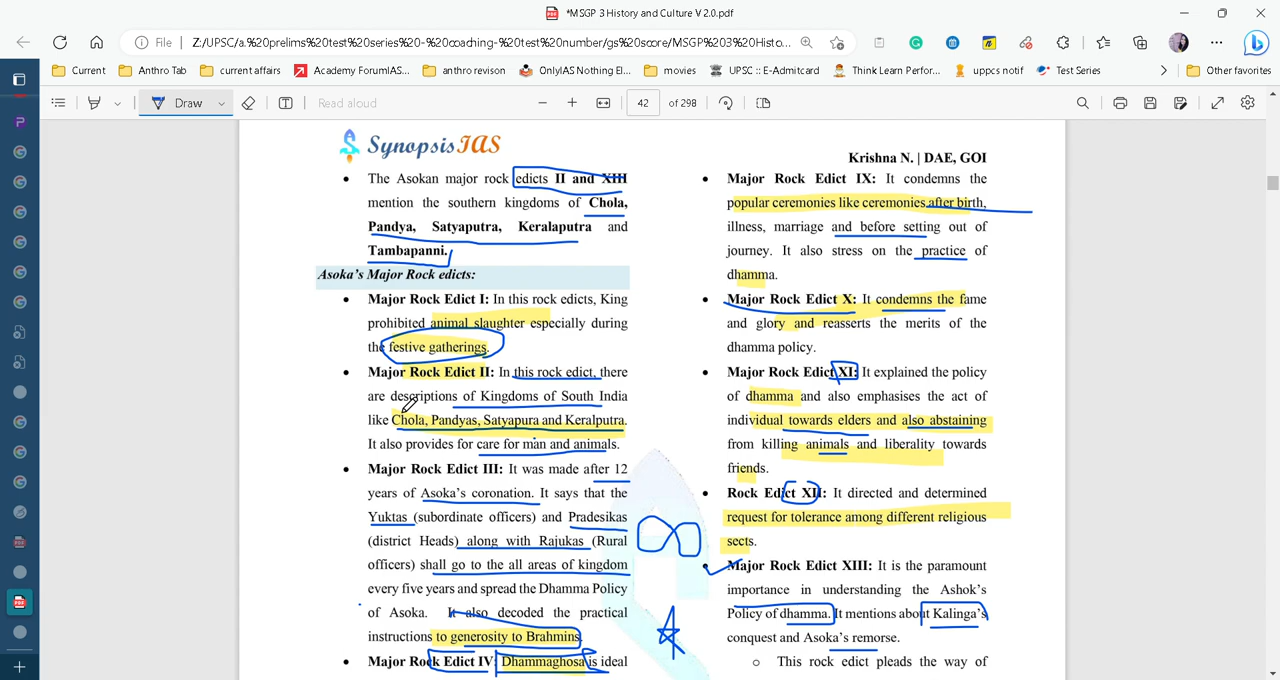 *MSGP 3 History and Culture V 2.0.pdf
File | Z:/UPSC/a.%20prelims%20test%20series%20-%20coaching-%20test%20number/gs%20score/MSGP%203%20Histo...
Current Anthro Tab current affairs Academy ForumIAS... anthro revison OnlyIAS Nothing El... movies UPSC :: E-Admitcard Think Learn Perfor... uppcs notif Test Series Other favorites
Draw Read aloud 42 of 298
Synopsis IAS
Krishna N. | DAE, GOI
The Asokan major rock edicts II and XIII
mention the southern kingdoms of Chola,
Pandya, Satyaputra, Keralaputra and
Tambapanni.
Asoka's Major Rock edicts:
• Major Rock Edict I: In this rock edicts, King
prohibited animal slaughter especially during
the festive gatherings.
• Major Rock Edict II: In this rock edict, there
are descriptions of Kingdoms of South India
like Chola, Pandyas, Satyapura and Keralputra.
It also provides for care for man and animals.
• Major Rock Edict III: It was made after 12
years of Asoka's coronation. It says that the
Yuktas (subordinate officers) and Pradesikas
(district Heads) along with Rajukas (Rural
officers) shall go to the all areas of kingdom
every five years and spread the Dhamma Policy
of Asoka. It also decoded the practical
instructions to generosity to Brahmins.
• Major Rock Edict IV: Dhammaghosa is ideal
• Major Rock Edict IX: It condemns the
popular ceremonies like ceremonies after birth,
illness, marriage and before setting out of
journey. It also stress on the practice of
dhamma.
• Major Rock Edict X: It condemns the fame
and glory and reasserts the merits of the
dhamma policy.
Major Rock Edict XI: It explained the policy
of dhamma and also emphasises the act of
individual towards elders and also abstaining
from killing animals and liberality towards
friends.
• Rock Edict XII: It directed and determined
request for tolerance among different religious
sects.
• Major Rock Edict XIII: It is the paramount
importance in understanding the Ashok's
Policy of dhamma. It mentions about Kalinga's
conquest and Asoka's remorse.
o This rock edict pleads the way of